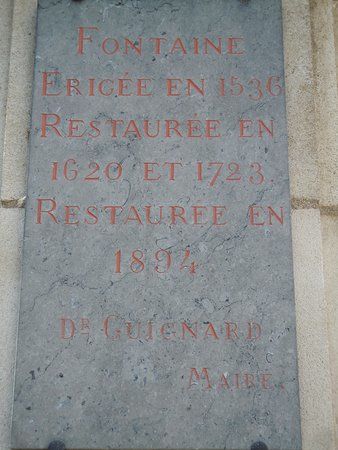 FONTAINE
ERIGÉE EN 1536
RESTAURÉE EN
1620 ET 1723.
RESTAURÉE EN
1894
DR GUIGNARD
MAIRE.